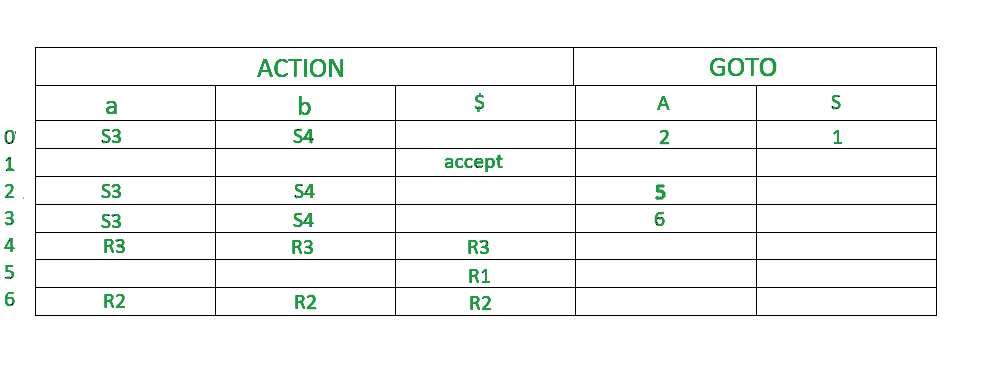 ACTION GOTO
a b $ A S
0 S3 S4 2 1
1 accept
2 S3 S4 5
3 S3 S4 6
4 R3 R3 R3
5 R1
6 R2 R2 R2